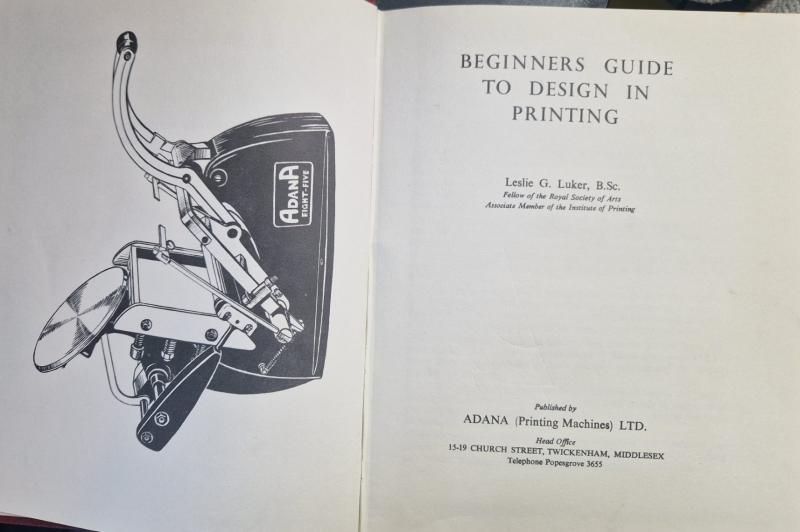 ADANA
EIGHT-FIVE
BEGINNERS GUIDE
TO DESIGN IN
PRINTING
Leslie G. Luker, B.Sc.
Fellow of the Royal Society of Arts
Associate Member of the Institute of Printing
Published by
ADANA (Printing Machines) LTD.
Head Office
15-19 CHURCH STREET, TWICKENHAM, MIDDLESEX
Telephone Popesgrove 3655